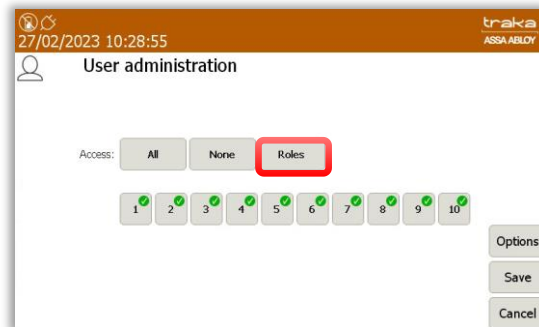 traka
27/02/2023 10:28:55
ASSA ABLOY
User administration
Access: All None Roles
1 2 3 4 5 6 7 8 9 10
Options
Save
Cancel